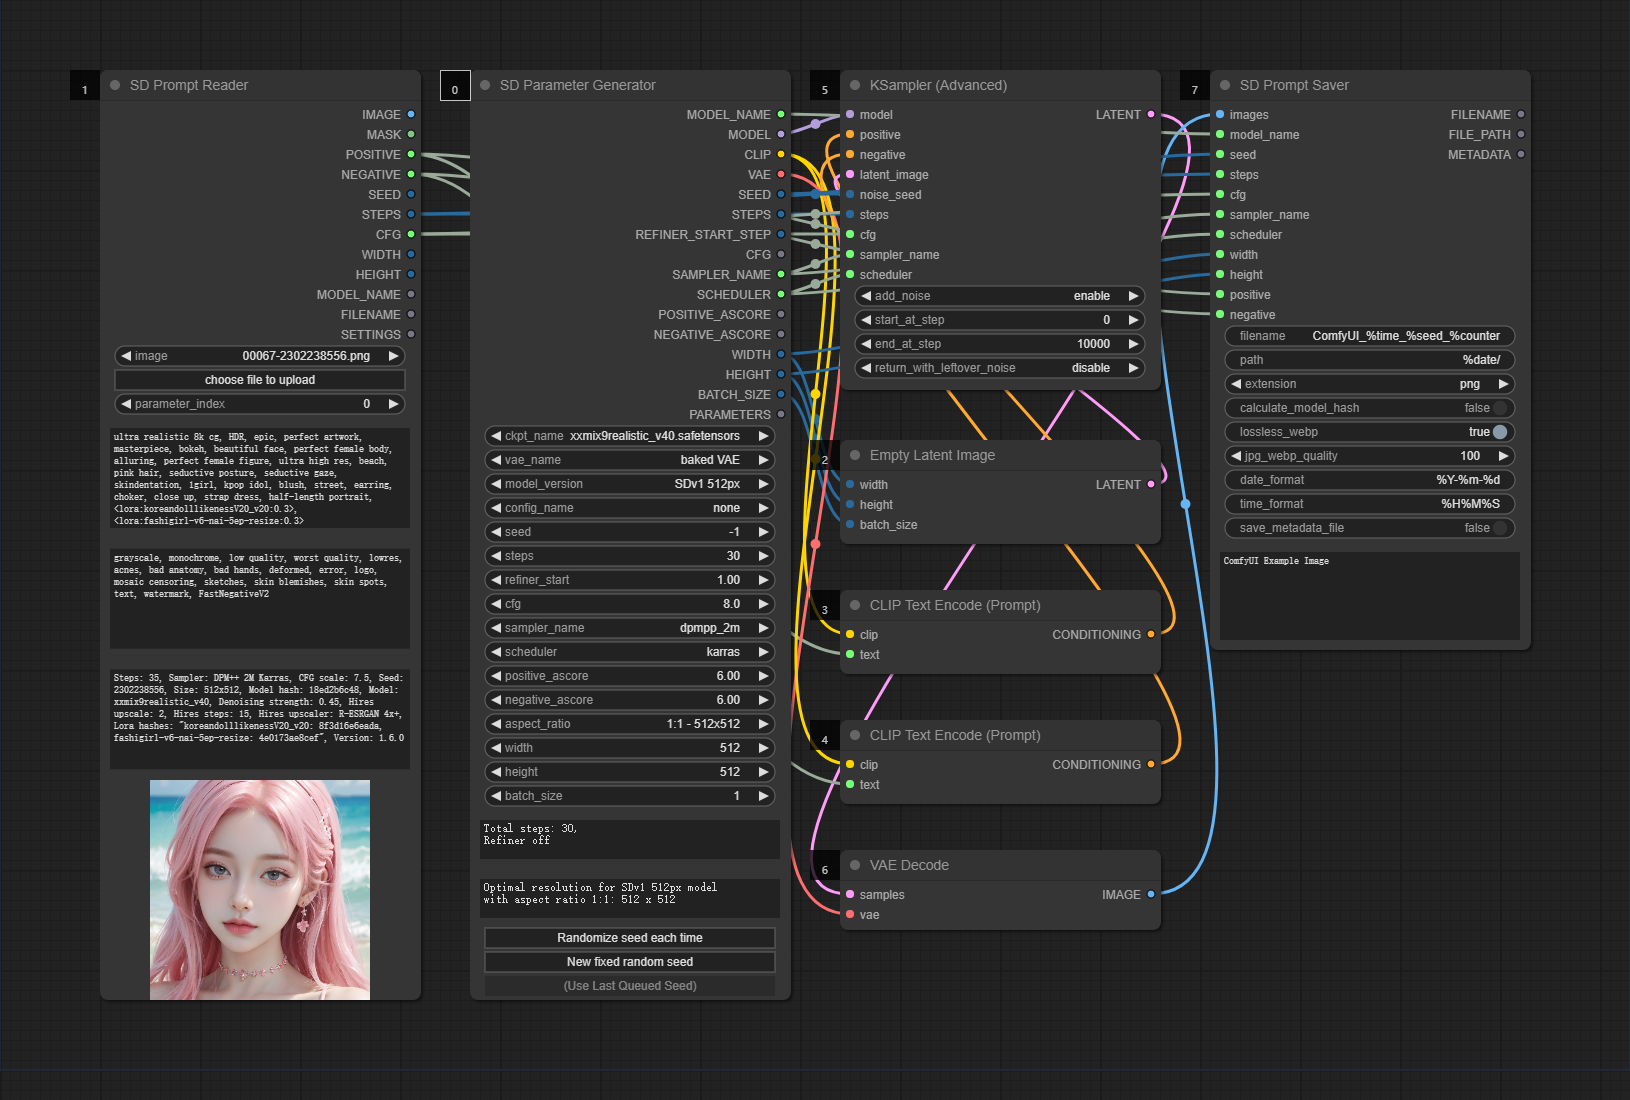 1
SD Prompt Reader
IMAGE
MASK
POSITIVE
NEGATIVE
SEED
STEPS
CFG
WIDTH
HEIGHT
MODEL_NAME
FILENAME
SETTINGS
image 00067-2302238556.png
choose file to upload
parameter_index 0
ultra realistic 8k cg, HDR, epic, perfect artwork,
masterpiece, bokeh, beautiful face, perfect female body,
alluring, perfect female figure, ultra high res, beach,
pink hair, seductive posture, seductive gaze,
skindentation, 1girl, kpop idol, blush, street, earring,
choker, close up, strap dress, half-length portrait,
<lora:koreandolllikenessV20_v20:0.3>,
<lora:fashigirl-v6-nai-5ep-resize:0.3>
grayscale, monochrome, low quality, worst quality, lowres,
acnes, bad anatomy, bad hands, deformed, error, logo,
mosaic censoring, sketches, skin blemishes, skin spots,
text, watermark, FastNegativeV2
Steps: 35, Sampler: DPM++ 2M Karras, CFG scale: 7.5, Seed:
2302238556, Size: 512x512, Model hash: 18ed2b6c48, Model:
xxmix9realistic_v40, Denoising strength: 0.45, Hires
upscale: 2, Hires steps: 15, Hires upscaler: R-ESRGAN 4x+,
Lora hashes: "koreandolllikenessV20_v20: 8f3d16e6eada,
fashigirl-v6-nai-5ep-resize: 4e0173ae8cef", Version: 1.6.0
0
SD Parameter Generator
MODEL_NAME
MODEL
CLIP
VAE
SEED
STEPS
REFINER_START_STEP
CFG
SAMPLER_NAME
SCHEDULER
POSITIVE_ASCORE
NEGATIVE_ASCORE
WIDTH
HEIGHT
BATCH_SIZE
PARAMETERS
ckpt_name xxmix9realistic_v40.safetensors
vae_name baked VAE
model_version SDv1 512px
config_name none
seed -1
steps 30
refiner_start 1.00
cfg 8.0
sampler_name dpmpp_2m
scheduler karras
positive_ascore 6.00
negative_ascore 6.00
aspect_ratio 1:1 - 512x512
width 512
height 512
batch_size 1
Total steps: 30,
Refiner off
Optimal resolution for SDv1 512px model
with aspect ratio 1:1: 512 x 512
Randomize seed each time
New fixed random seed
(Use Last Queued Seed)
5
KSampler (Advanced)
model LATENT
positive
negative
latent_image
noise_seed
steps
cfg
sampler_name
scheduler
add_noise enable
start_at_step 0
end_at_step 10000
return_with_leftover_noise disable
2
Empty Latent Image
width LATENT
height
batch_size
3
CLIP Text Encode (Prompt)
clip CONDITIONING
text
4
CLIP Text Encode (Prompt)
clip CONDITIONING
text
6
VAE Decode
samples IMAGE
vae
7
SD Prompt Saver
images FILENAME
model_name FILE_PATH
seed METADATA
steps
cfg
sampler_name
scheduler
width
height
positive
negative
filename ComfyUI_%time_%seed_%counter
path %date/
extension png
calculate_model_hash false
lossless_webp true
jpg_webp_quality 100
date_format %Y-%m-%d
time_format %H%M%S
save_metadata_file false
ComfyUI Example Image